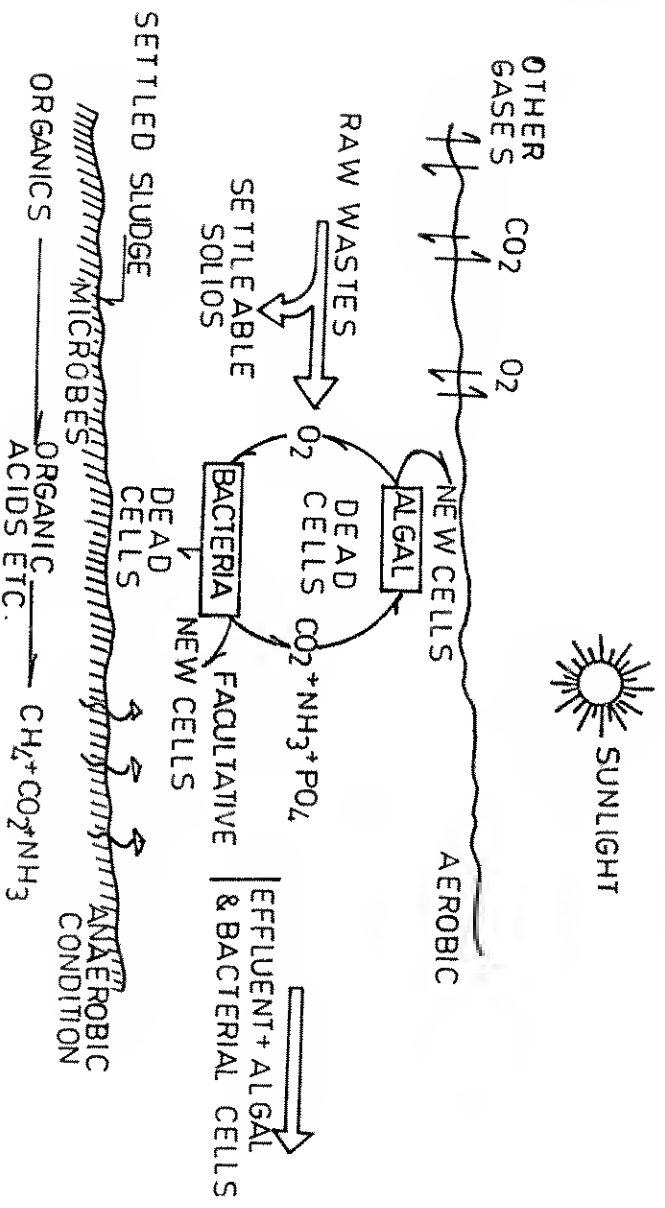 SUNLIGHT
OTHER
GASES
CO2
O2
AEROBIC
NEW CELLS
ALGAL
RAW WASTES
SETTLEABLE
SOLIOS
O2
DEAD
CELLS
CO2+NH3+PO4
BACTERIA
FACULTATIVE
NEW CELLS
DEAD
CELLS
EFFLUENT+ ALGAL
& BACTERIAL CELLS
SETTLED SLUDGE
MICROBES
ANAEROBIC
CONDITION
ORGANICS
ORGANIC
ACIDS ETC.
CH4+CO2+NH3